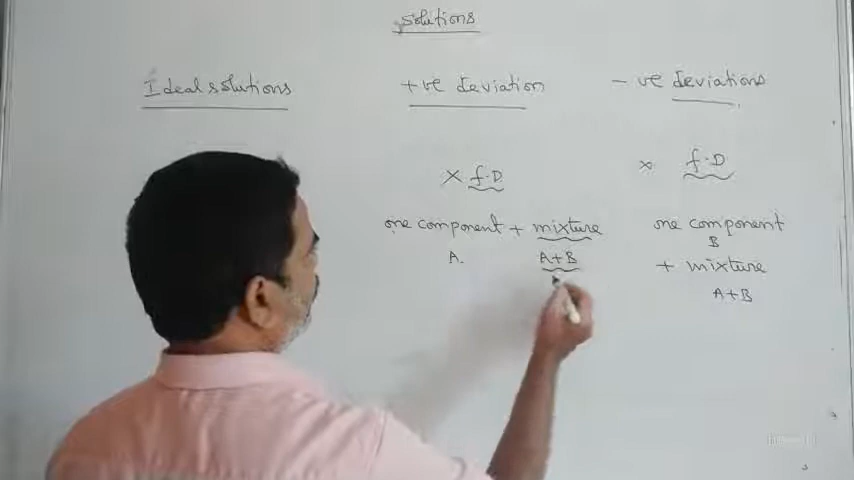 solutions
Ideal solutions
+ve deviation
- ve deviations
× f.D
× f.D
one component + mixture
A. A+B
one component
B
+ mixture
A+B